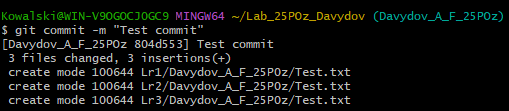 Kowalski@WIN-V9OGOCJOGC9 MINGW64 ~/Lab_25POz_Davydov (Davydov_A_F_25POz)
$ git commit -m "Test commit"
[Davydov_A_F_25POz 804d553] Test commit
 3 files changed, 3 insertions(+)
 create mode 100644 Lr1/Davydov_A_F_25POz/Test.txt
 create mode 100644 Lr2/Davydov_A_F_25POz/Test.txt
 create mode 100644 Lr3/Davydov_A_F_25POz/Test.txt